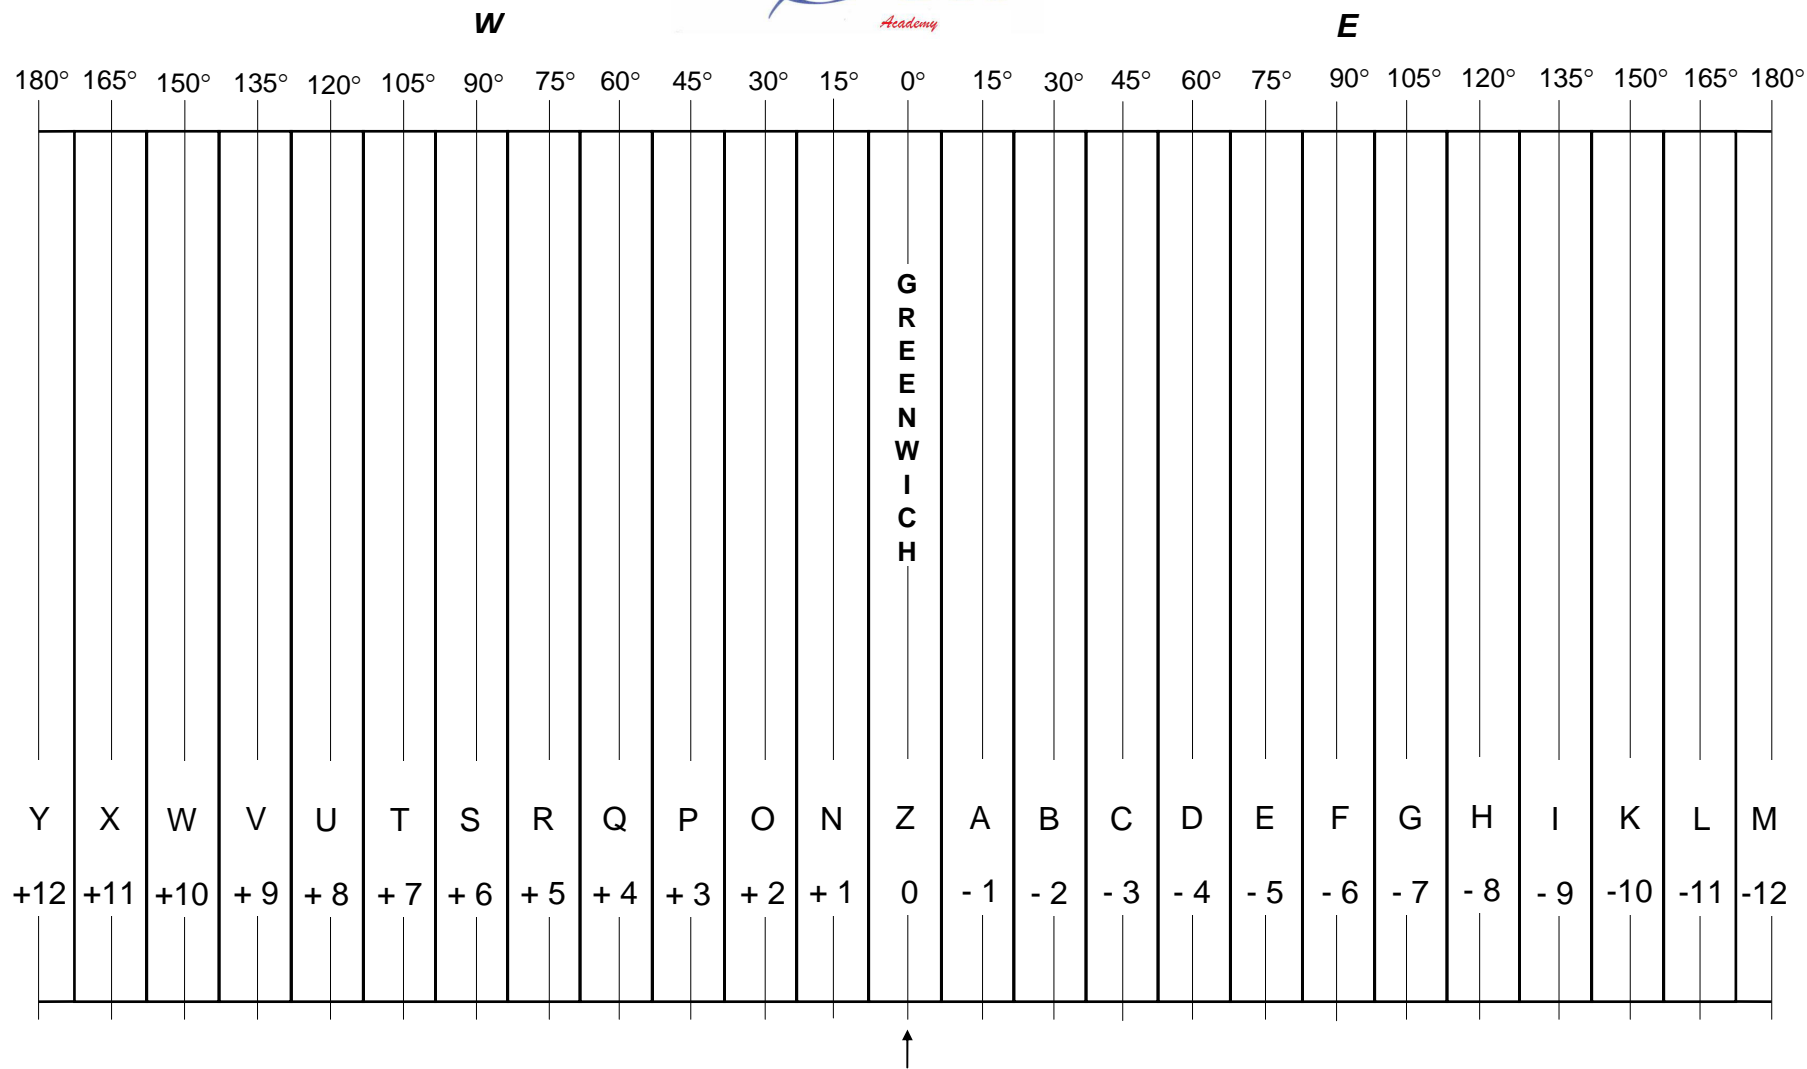 Academy
W E
180° 165° 150° 135° 120° 105° 90° 75° 60° 45° 30° 15° 0° 15° 30° 45° 60° 75° 90° 105° 120° 135° 150° 165° 180°
G
R
E
E
N
W
I
C
H
Y X W V U T S R Q P O N Z A B C D E F G H I K L M
+12 +11 +10 + 9 + 8 + 7 + 6 + 5 + 4 + 3 + 2 + 1 0 - 1 - 2 - 3 - 4 - 5 - 6 - 7 - 8 - 9 -10 -11 -12